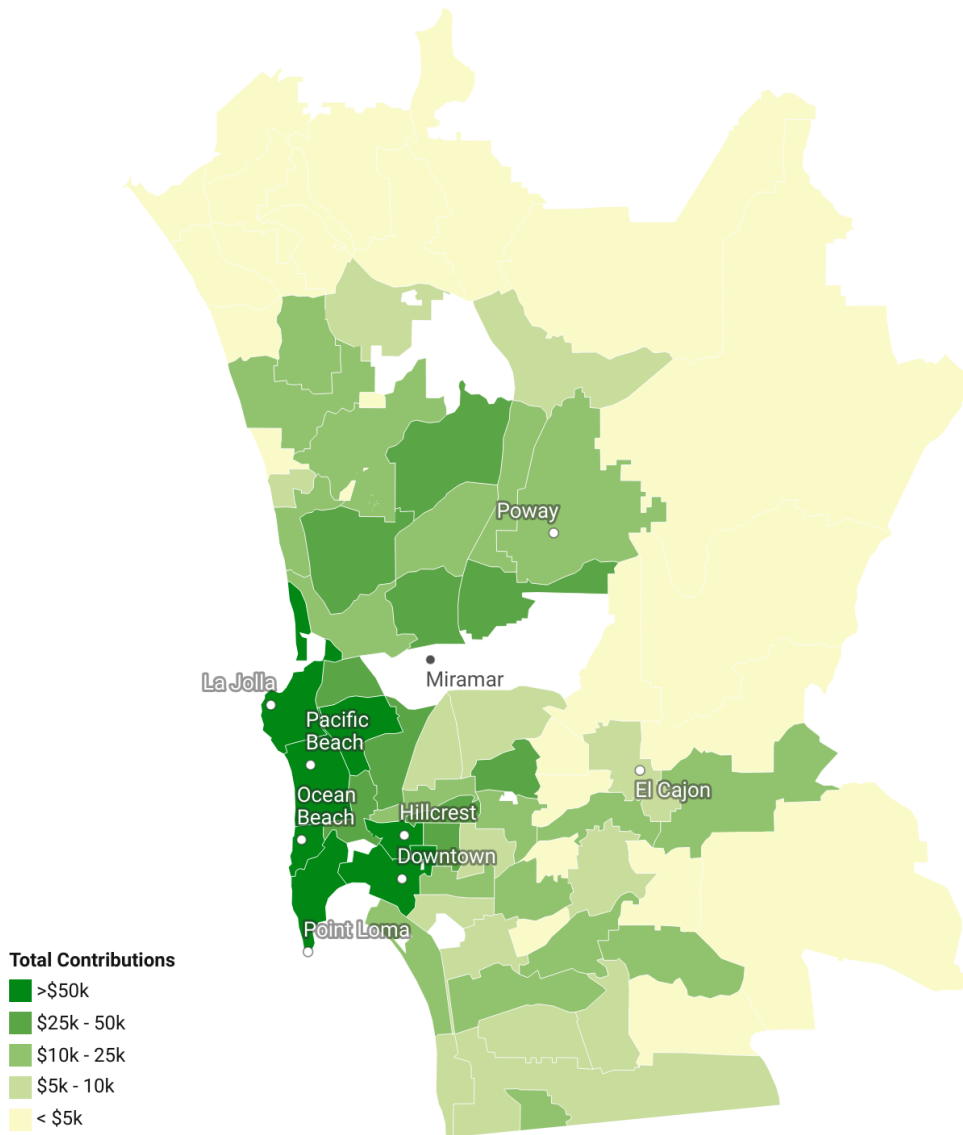 Poway
Miramar
La Jolla
Pacific
Beach
El Cajon
Ocean
Beach
Hillcrest
Downtown
Point Loma
Total Contributions
>$50k
$25k - 50k
$10k - 25k
$5k - 10k
< $5k